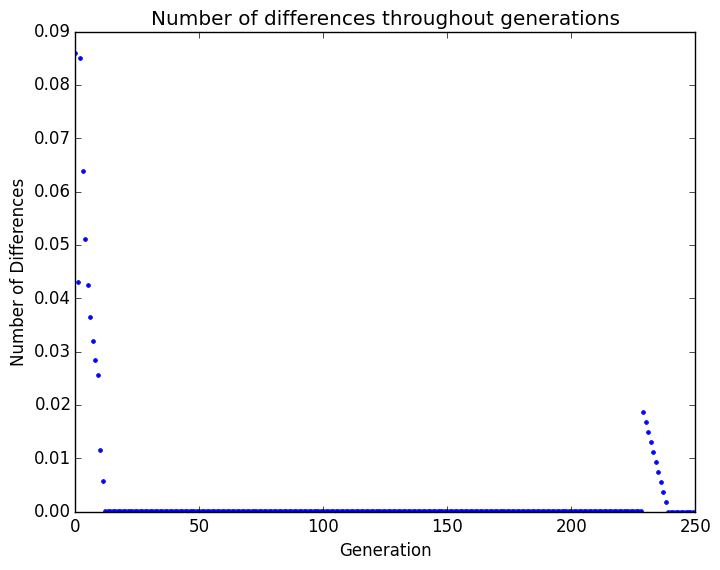 Number of differences throughout generations
0.09
0.08
0.07
0.06
0.05
0.04
0.03
0.02
0.01
0.00
Number of Differences
0 50 100 150 200 250
Generation